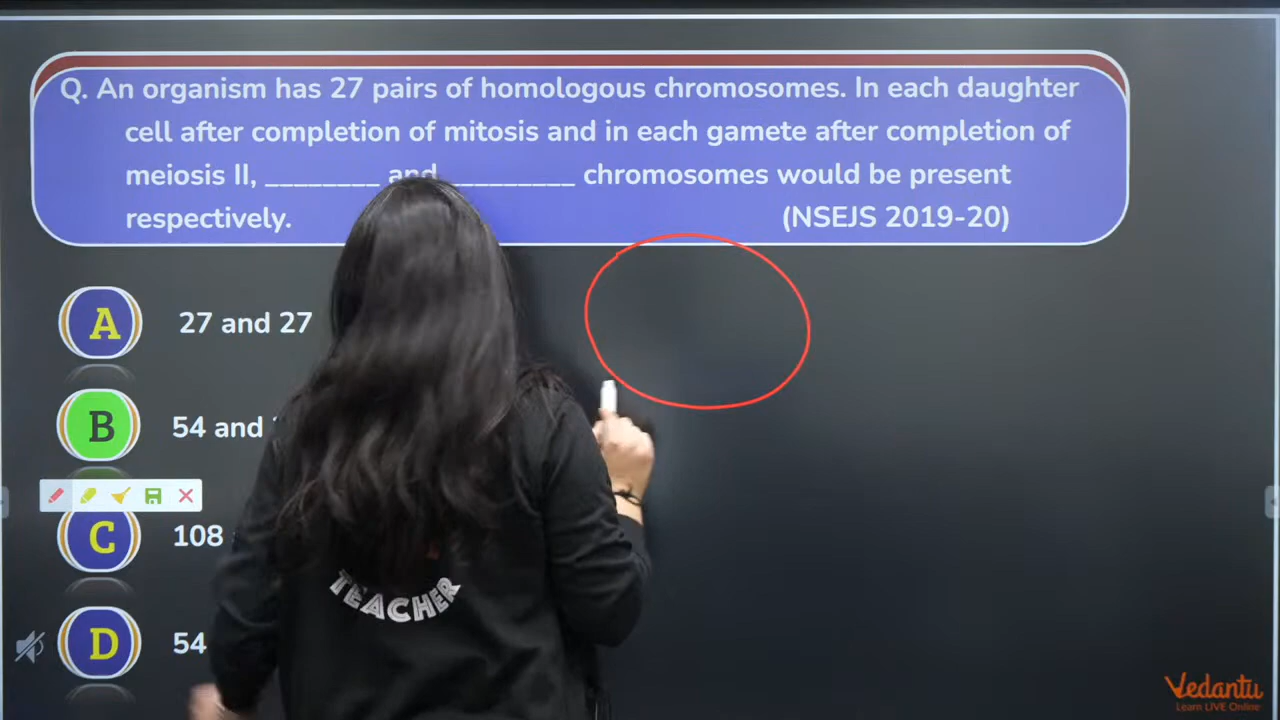 Q. An organism has 27 pairs of homologous chromosomes. In each daughter
cell after completion of mitosis and in each gamete after completion of
meiosis II, ________ and _________ chromosomes would be present
respectively. (NSEJS 2019-20)
A 27 and 27
B 54 and
C 108
D 54
TEACHER
Vedantu
Learn LIVE Online